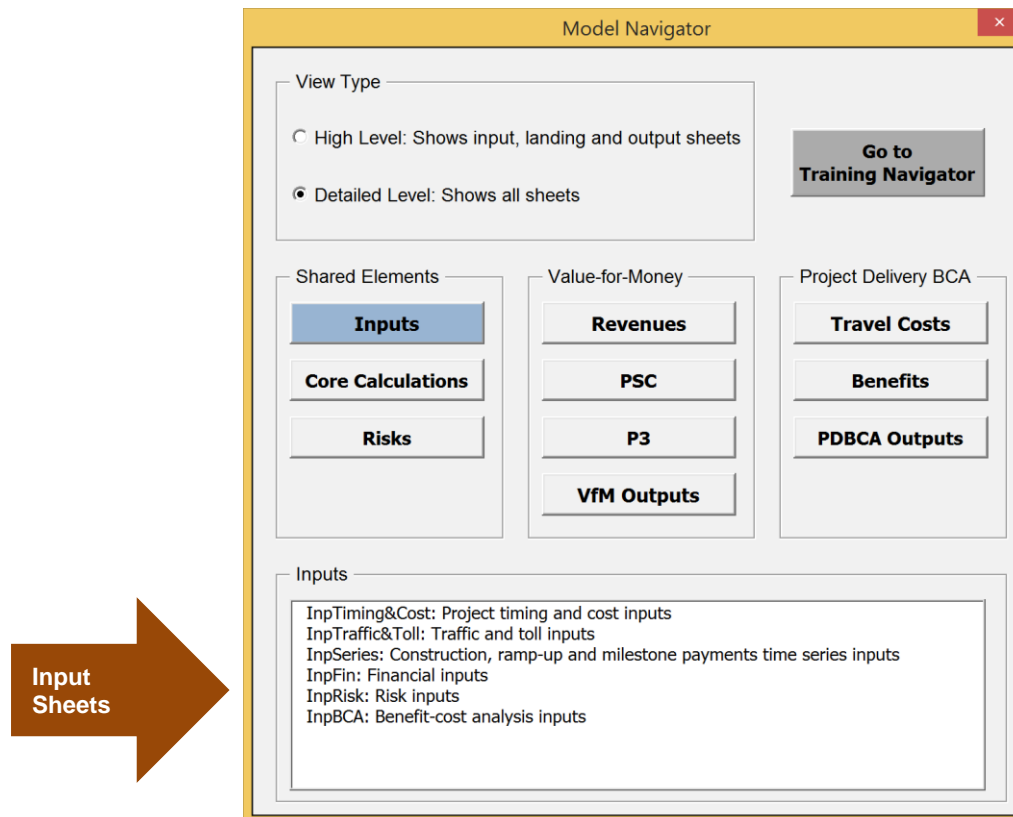 Model Navigator
×
View Type
High Level: Shows input, landing and output sheets
Detailed Level: Shows all sheets
Go to
Training Navigator
Shared Elements
Inputs
Core Calculations
Risks
Value-for-Money
Revenues
PSC
P3
VfM Outputs
Project Delivery BCA
Travel Costs
Benefits
PDBCA Outputs
Inputs
InpTiming&Cost: Project timing and cost inputs
InpTraffic&Toll: Traffic and toll inputs
InpSeries: Construction, ramp-up and milestone payments time series inputs
InpFin: Financial inputs
InpRisk: Risk inputs
InpBCA: Benefit-cost analysis inputs
Input
Sheets